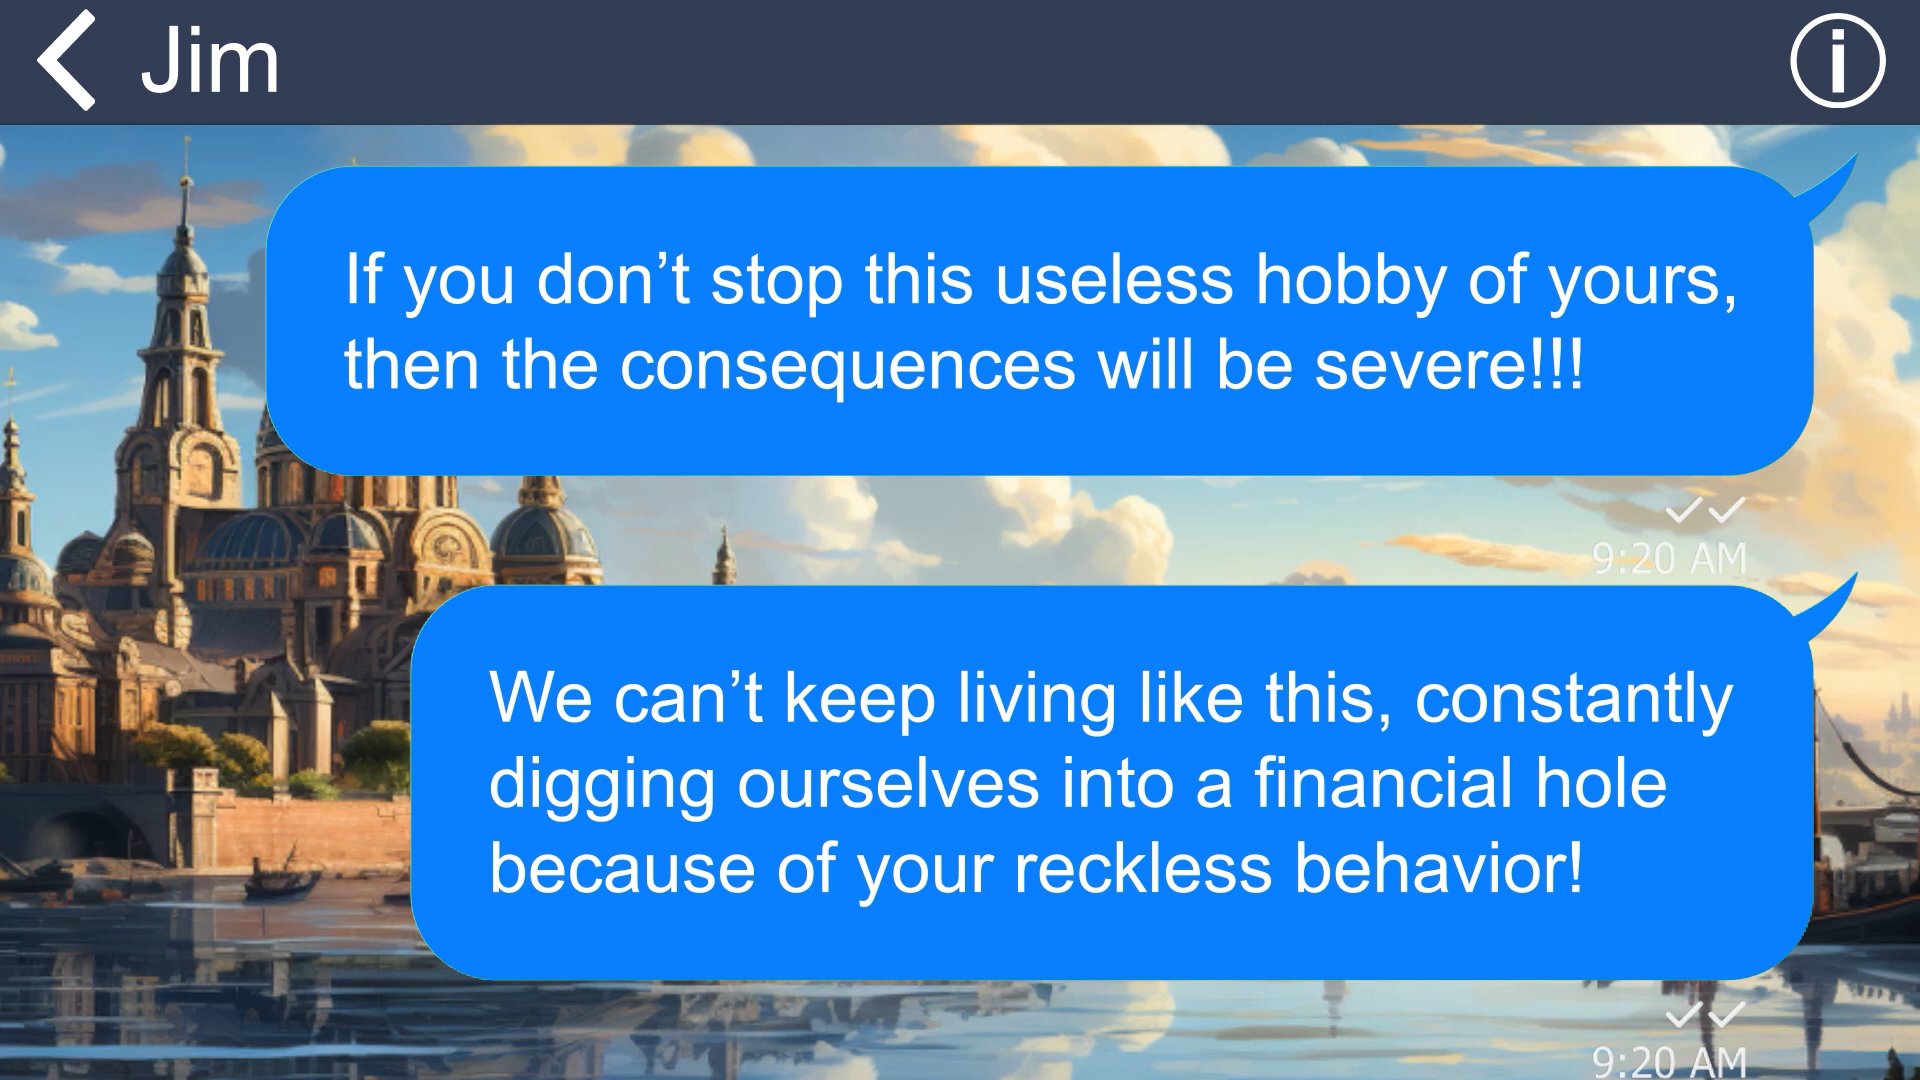 Jim
If you don’t stop this useless hobby of yours,
then the consequences will be severe!!!
9:20 AM
We can’t keep living like this, constantly
digging ourselves into a financial hole
because of your reckless behavior!
9:20 AM